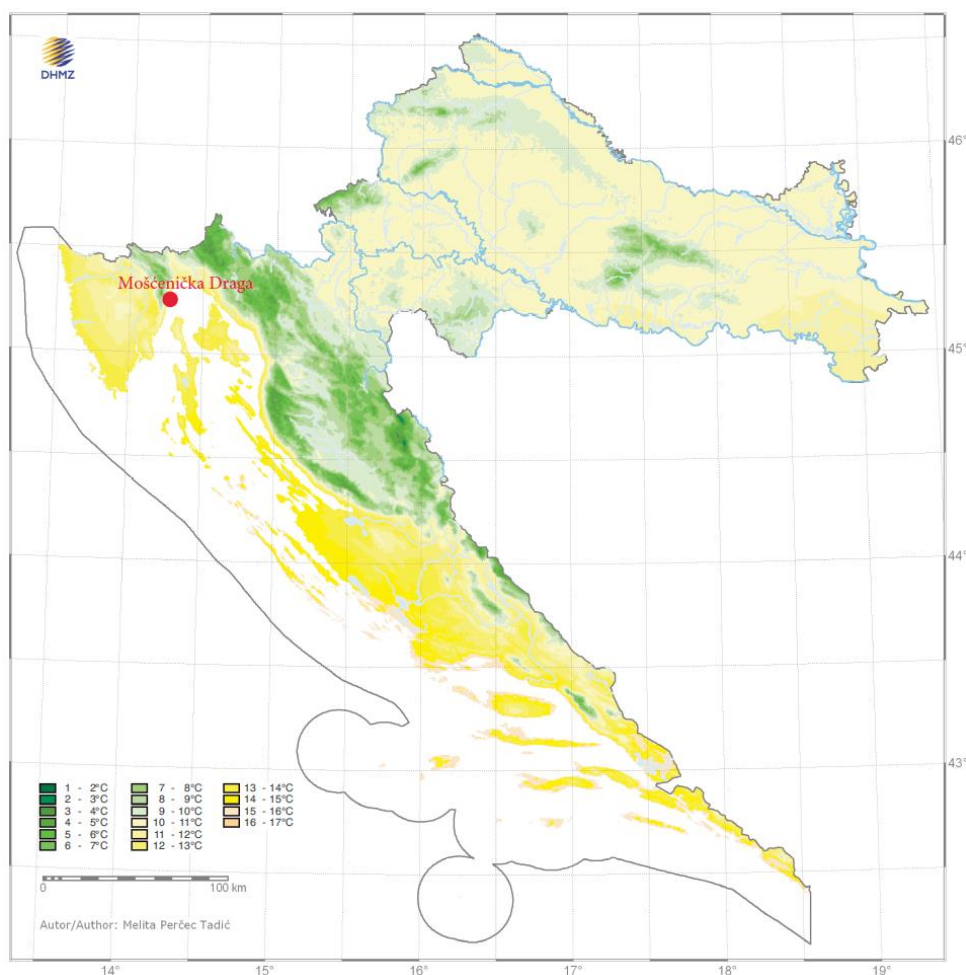 DHMZ
46°
Mošćenička Draga
45°
44°
43°
1 - 2°C
2 - 3°C
3 - 4°C
4 - 5°C
5 - 6°C
6 - 7°C
7 - 8°C
8 - 9°C
9 - 10°C
10 - 11°C
11 - 12°C
12 - 13°C
13 - 14°C
14 - 15°C
15 - 16°C
16 - 17°C
0 100 km
Autor/Author: Melita Perčec Tadić
14° 15° 16° 17° 18° 19°